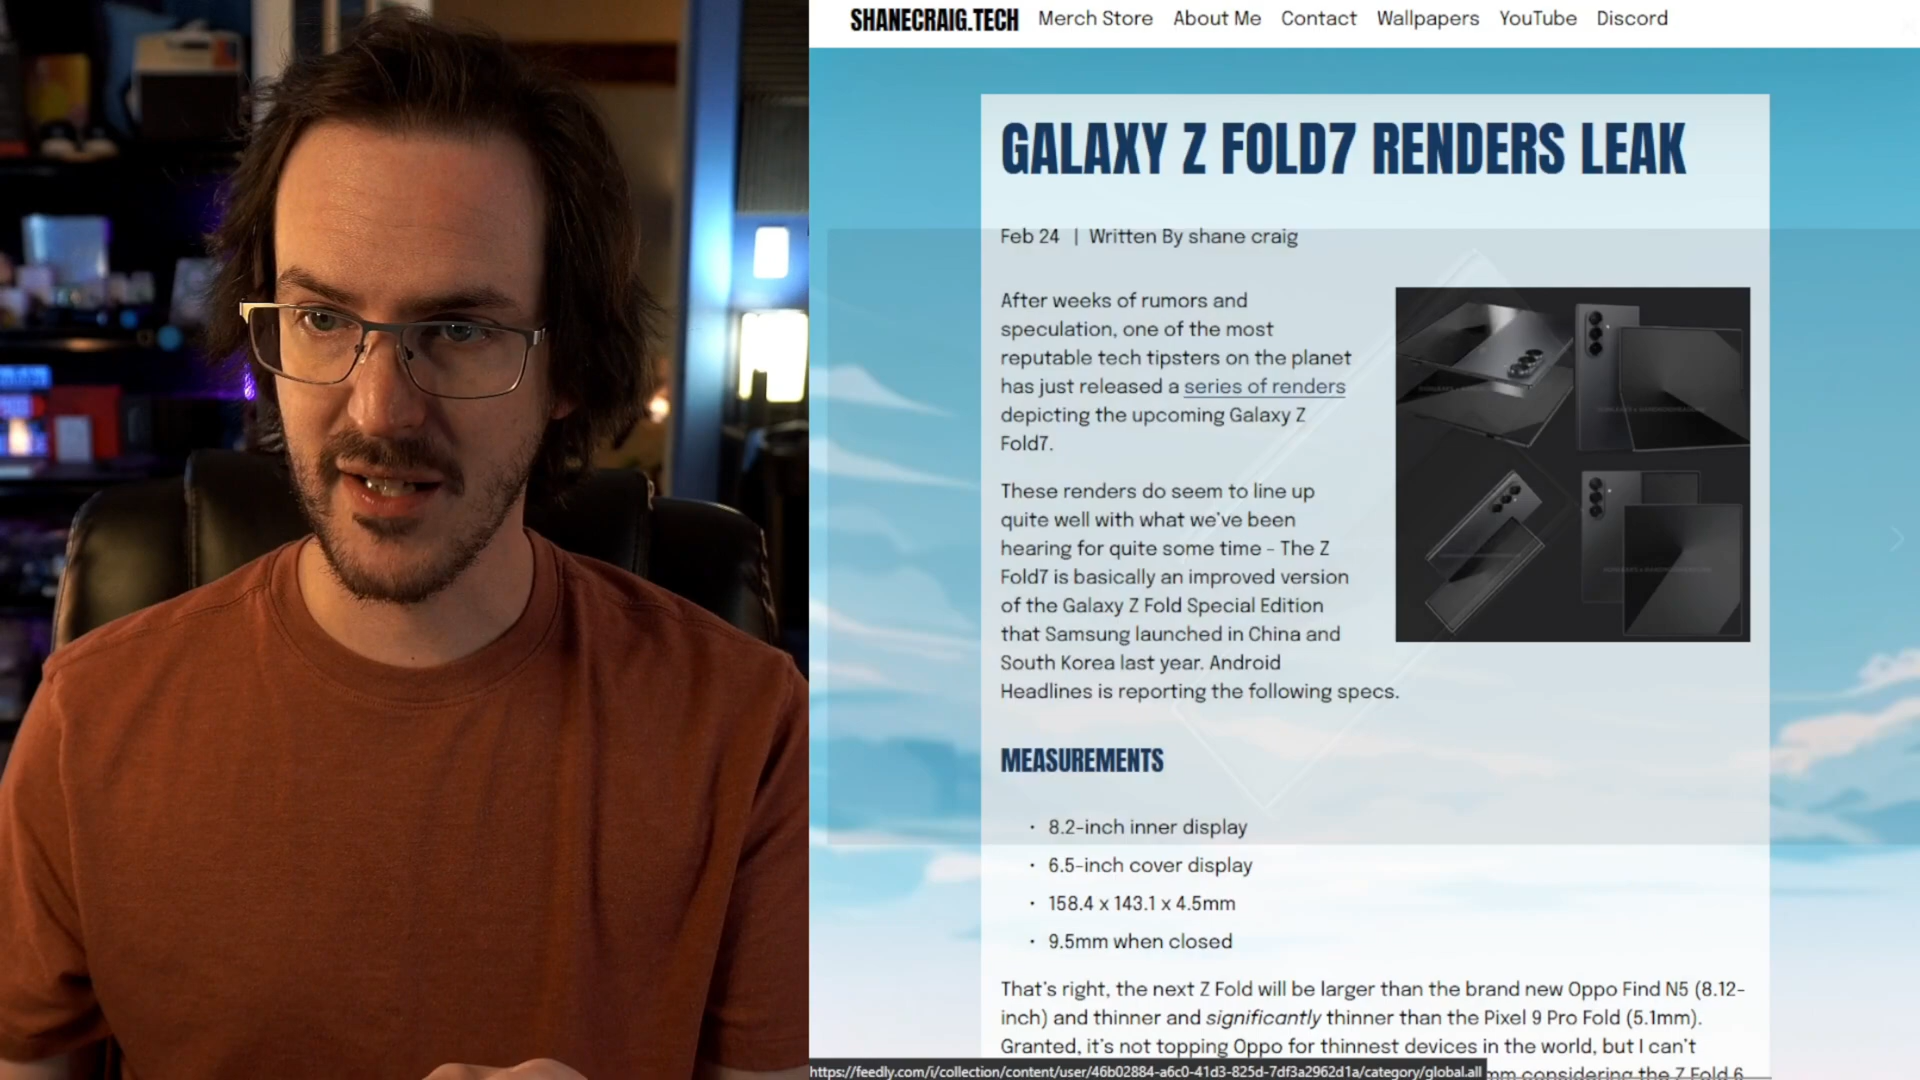 SHANECRAIG.TECH Merch Store About Me Contact Wallpapers YouTube Discord
GALAXY Z FOLD7 RENDERS LEAK
Feb 24 | Written By shane craig
After weeks of rumors and
speculation, one of the most
reputable tech tipsters on the planet
has just released a series of renders
depicting the upcoming Galaxy Z
Fold7.
These renders do seem to line up
quite well with what we've been
hearing for quite some time - The Z
Fold7 is basically an improved version
of the Galaxy Z Fold Special Edition
that Samsung launched in China and
South Korea last year. Android
Headlines is reporting the following specs.
MEASUREMENTS
• 8.2-inch inner display
• 6.5-inch cover display
• 158.4 x 143.1 x 4.5mm
• 9.5mm when closed
That's right, the next Z Fold will be larger than the brand new Oppo Find N5 (8.12-
inch) and thinner and significantly thinner than the Pixel 9 Pro Fold (5.1mm).
Granted, it's not topping Oppo for thinnest devices in the world, but I can't
mm considering the Z Fold 6
https://feedly.com/i/collection/content/user/46b02884-a6c0-41d3-825d-7df3a2962d1a/category/global.all